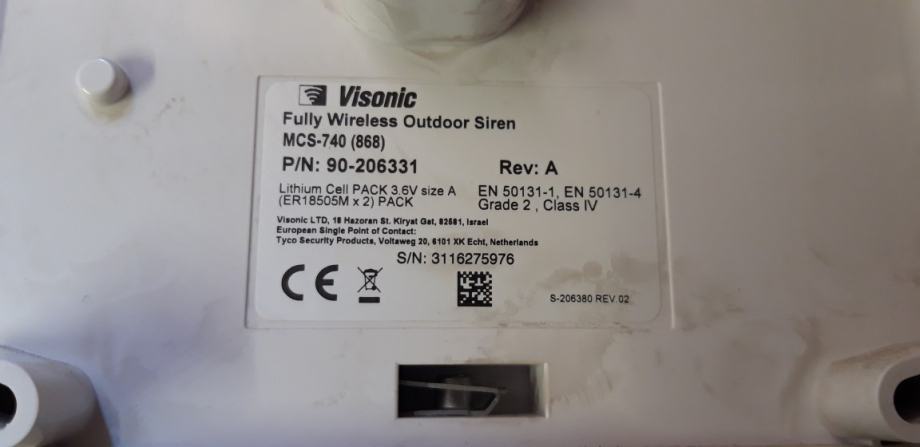 Visonic
Fully Wireless Outdoor Siren
MCS-740 (868)
P/N: 90-206331 Rev: A
Lithium Cell PACK 3.6V size A EN 50131-1, EN 50131-4
(ER18505M x 2) PACK Grade 2 , Class IV
Visonic LTD, 18 Hazoran St. Kiryat Gat, 82581, Israel
European Single Point of Contact:
Tyco Security Products, Voltaweg 20, 6101 XK Echt, Netherlands
S/N: 3116275976
CE
S-206380 REV 02